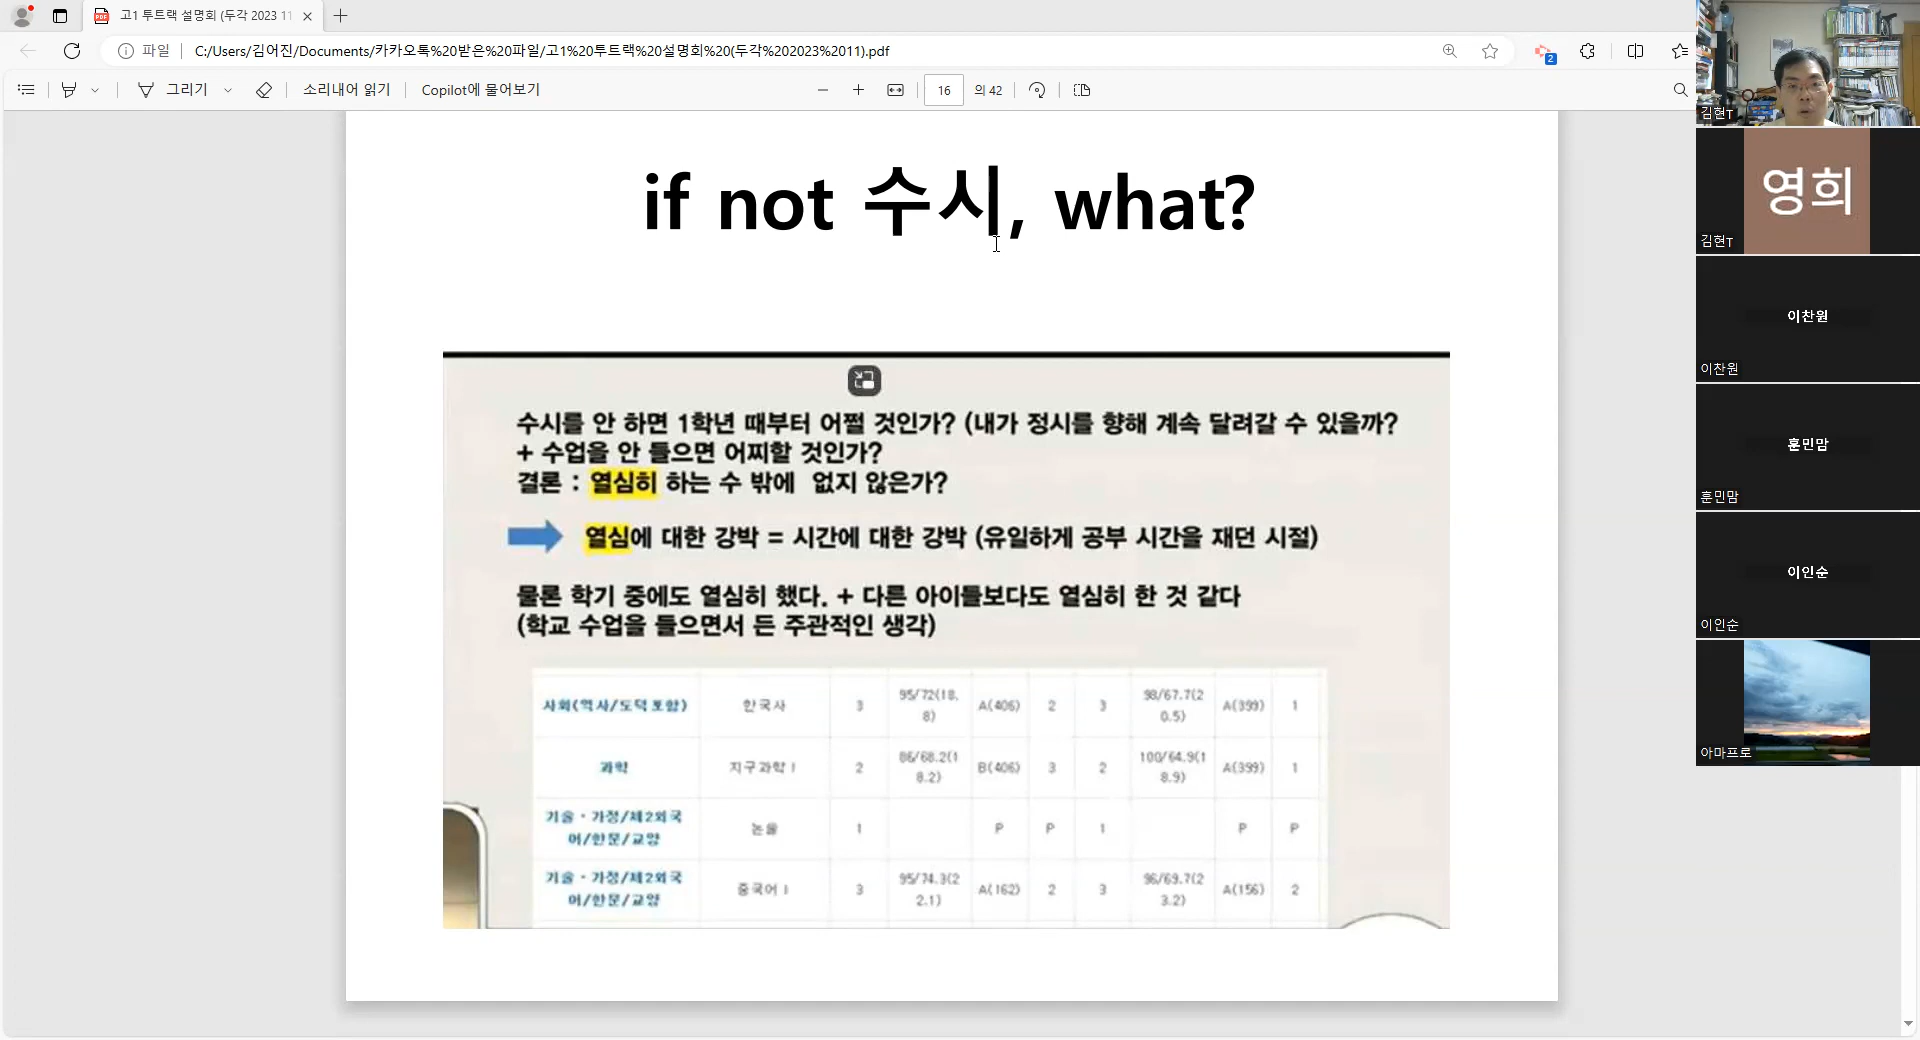 고1 투트랙 설명회 (두각 2023 11
파일
C:/Users/김어진/Documents/카카오톡%20받은%20파일/고1%20투트랙%20설명회%20(두각%202023%2011).pdf
2
그리기
소리내어 읽기
Copilot에 물어보기
16
의 42
if not 수시, what?
수시를 안 하면 1학년 때부터 어쩔 것인가? (내가 정시를 향해 계속 달려갈 수 있을까?
+ 수업을 안 들으면 어찌할 것인가?
결론 : 열심히 하는 수 밖에 없지 않은가?
열심에 대한 강박 = 시간에 대한 강박 (유일하게 공부 시간을 재던 시절)
물론 학기 중에도 열심히 했다. + 다른 아이들보다도 열심히 한 것 같다
(학교 수업을 들으면서 든 주관적인 생각)
사회(역사/도덕포함) 한국사 3 95/72(18.8) A(406) 2 3 98/67.7(20.5) A(399) 1
과학 지구과학 I 2 86/68.2(18.2) B(406) 3 2 100/64.9(18.9) A(399) 1
기술·가정/제2외국어/한문/교양 논술 1 P P 1 P P
기술·가정/제2외국어/한문/교양 중국어 I 3 95/74.3(22.1) A(162) 2 3 96/69.7(23.2) A(156) 2
김현T
영희
김현T
이찬원
이찬원
훈민맘
훈민맘
이인순
이인순
아마프로